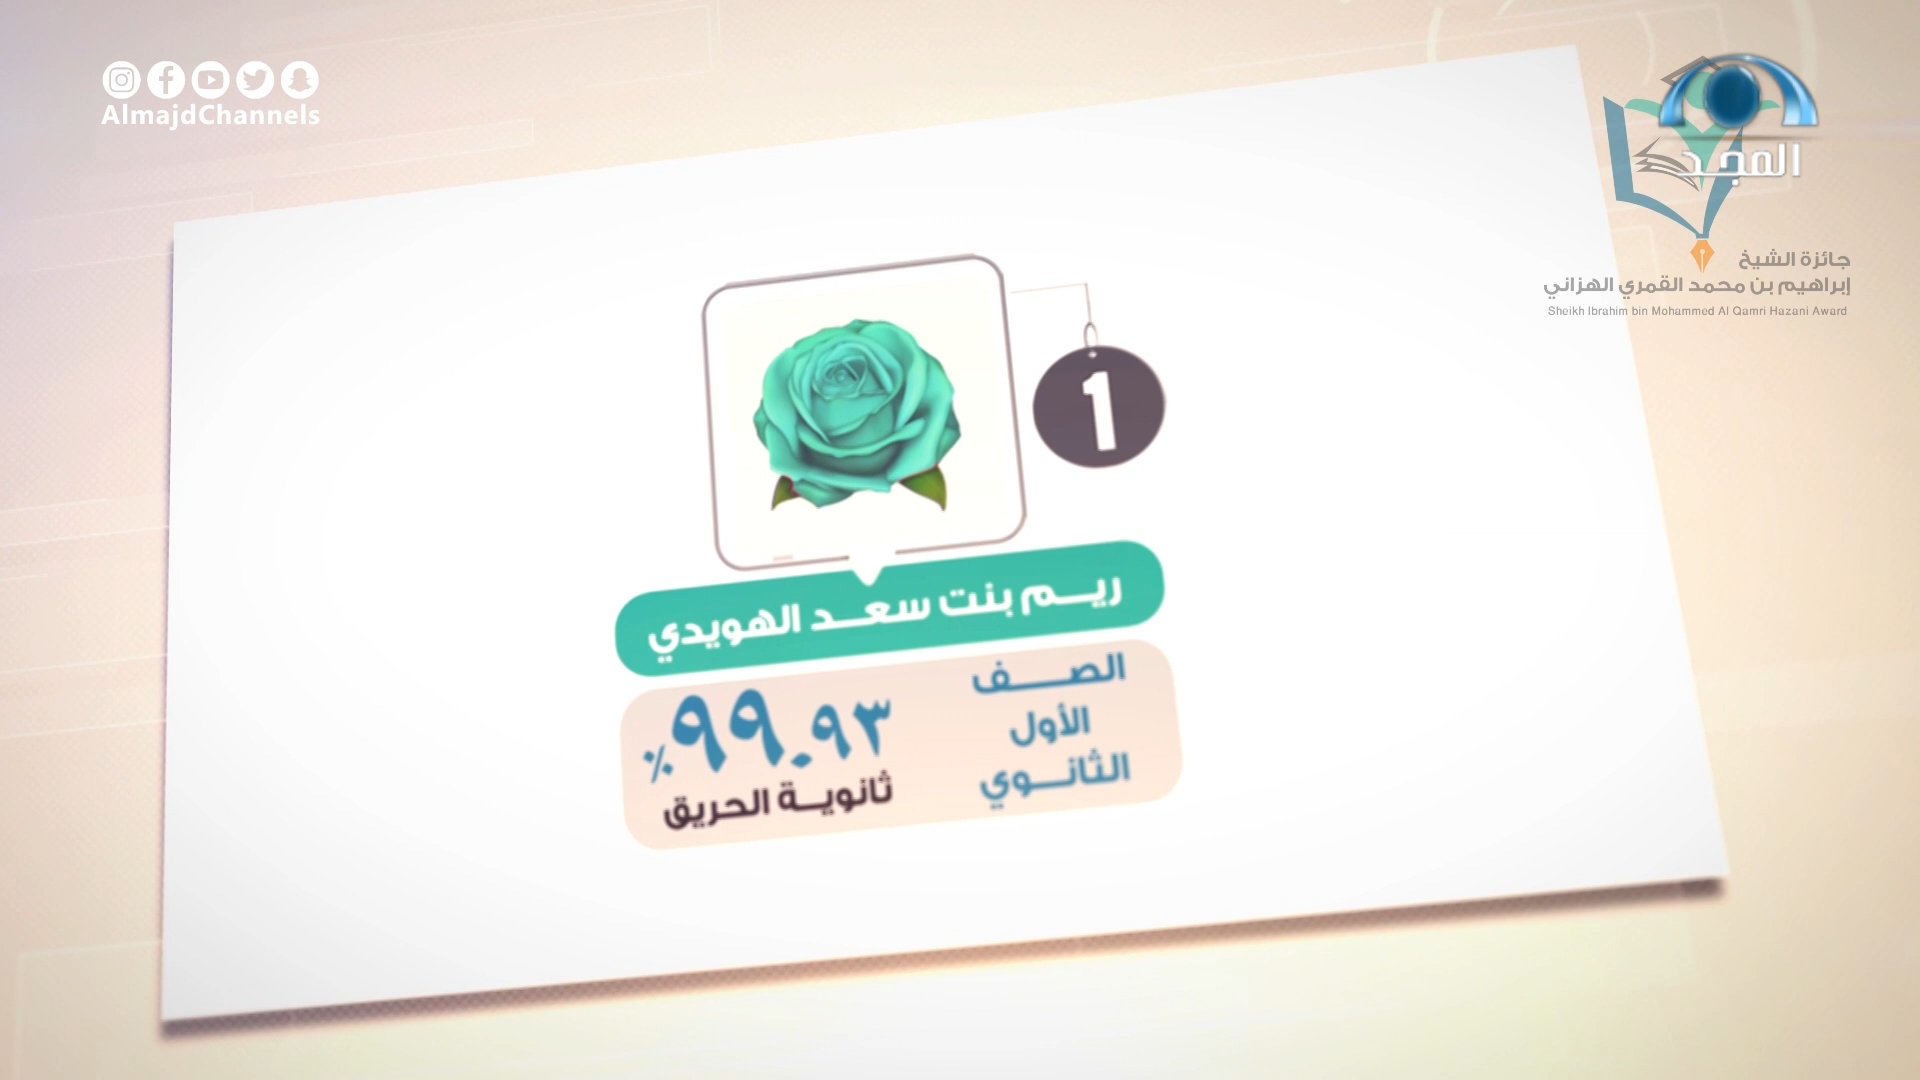 AlmajdChannels
المجد
جائزة الشيخ
إبراهيم بن محمد القمري الهزاني
Sheikh Ibrahim bin Mohammed Al Qamri Hazani Award
1
ريم بنت سعد الهويدي
الصف
الأول
الثانوي
٩٩.٩٣٪
ثانوية الحريق